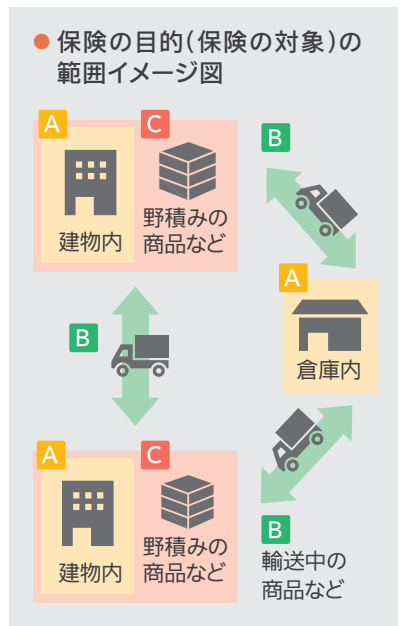 ● 保険の目的(保険の対象)の
範囲イメージ図
A
C
建物内
野積みの
商品など
B
A
倉庫内
B
A
C
建物内
野積みの
商品など
B
輸送中の
商品など